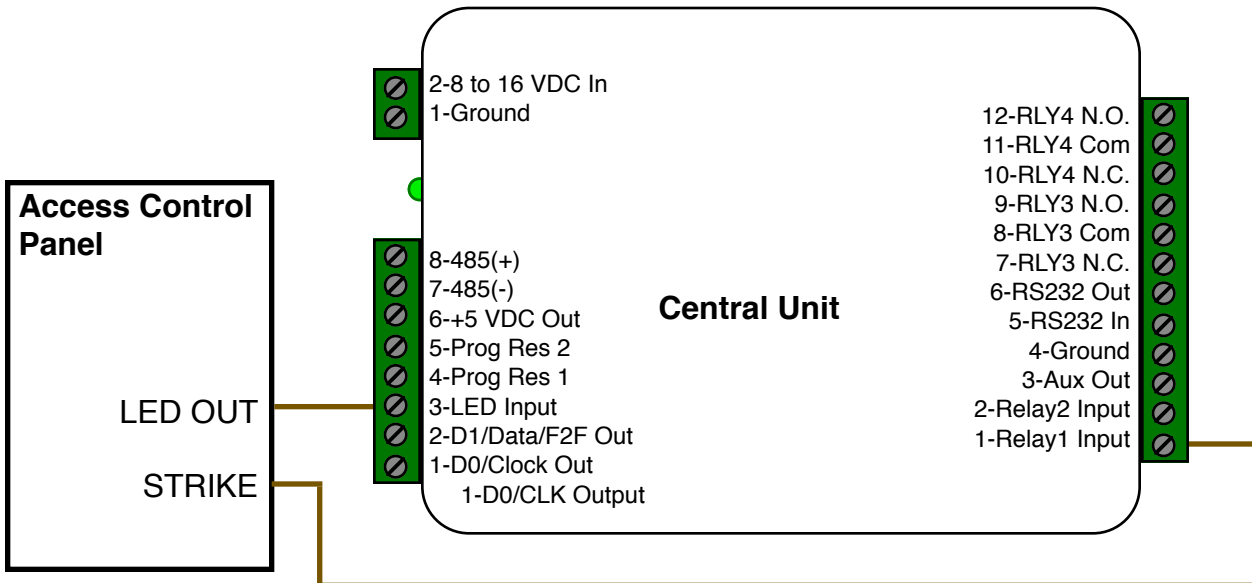 2-8 to 16 VDC In
1-Ground
Access Control
Panel
LED OUT
STRIKE
8-485(+)
7-485(-)
6-+5 VDC Out
5-Prog Res 2
4-Prog Res 1
3-LED Input
2-D1/Data/F2F Out
1-D0/Clock Out
1-D0/CLK Output
Central Unit
12-RLY4 N.O.
11-RLY4 Com
10-RLY4 N.C.
9-RLY3 N.O.
8-RLY3 Com
7-RLY3 N.C.
6-RS232 Out
5-RS232 In
4-Ground
3-Aux Out
2-Relay2 Input
1-Relay1 Input